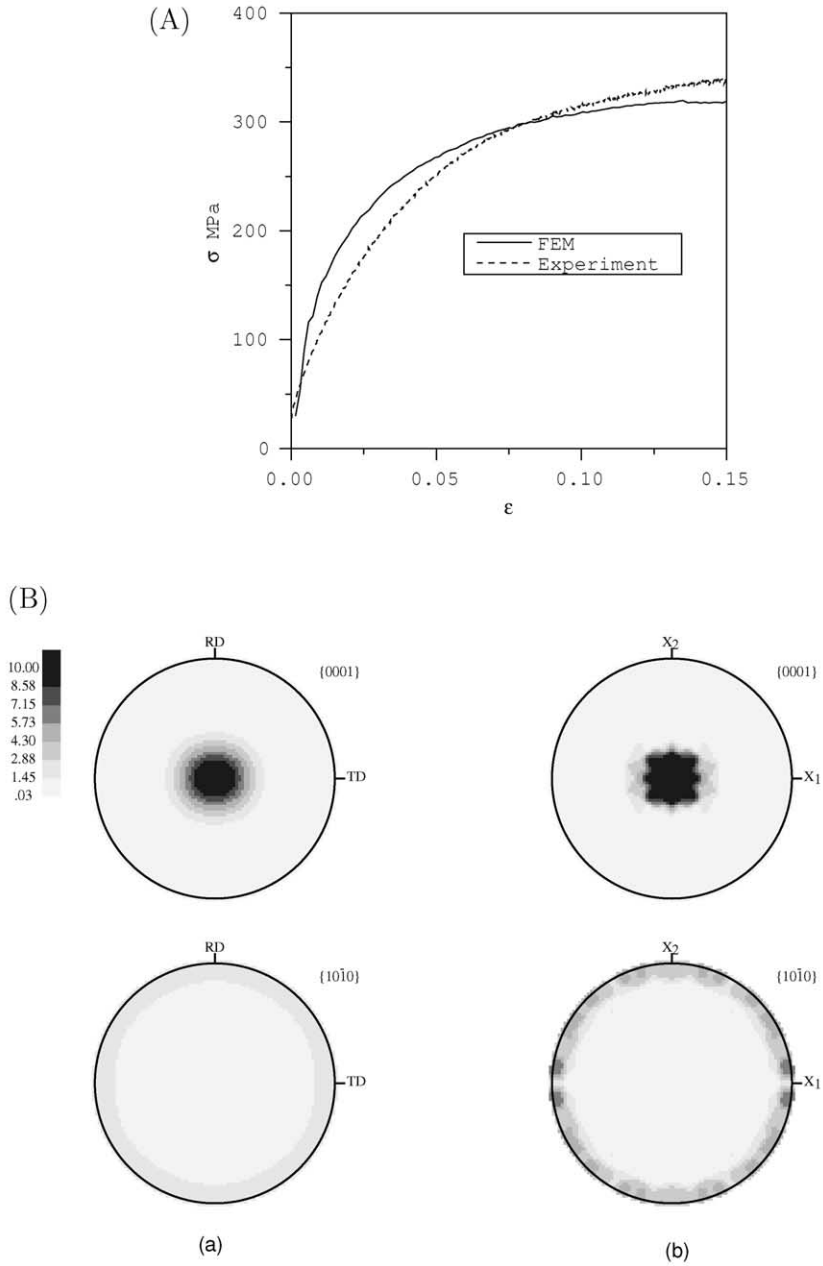 (A)
400
300
200
100
0
σ MPa
FEM
Experiment
0.00 0.05 0.10 0.15
ε
(B)
10.00
8.58
7.15
5.73
4.30
2.88
1.45
.03
RD
{0001}
TD
X2
{0001}
X1
RD
{101̄0}
TD
X2
{101̄0}
X1
(a)
(b)